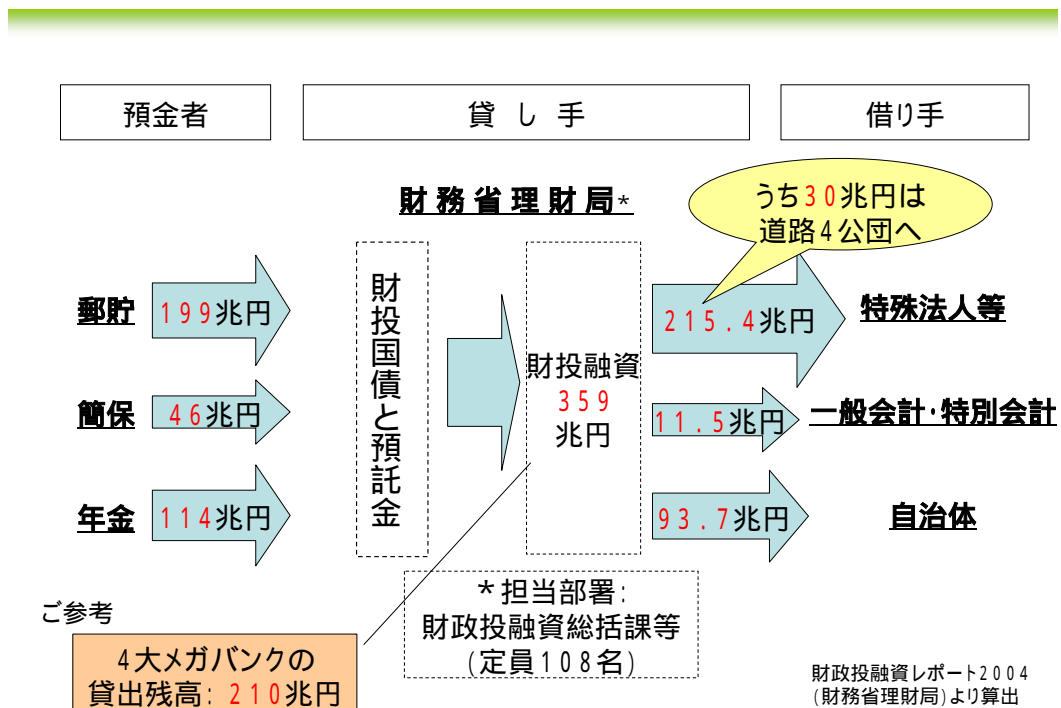 預金者
貸し手
借り手
財務省理財局*
うち30兆円は
道路4公団へ
郵貯
199兆円
簡保
46兆円
年金
114兆円
財投国債と預託金
財投融資
359
兆円
215.4兆円
特殊法人等
11.5兆円
一般会計・特別会計
93.7兆円
自治体
*担当部署:
財政投融資総括課等
(定員108名)
ご参考
4大メガバンクの
貸出残高: 210兆円
財政投融資レポート2004
(財務省理財局)より算出